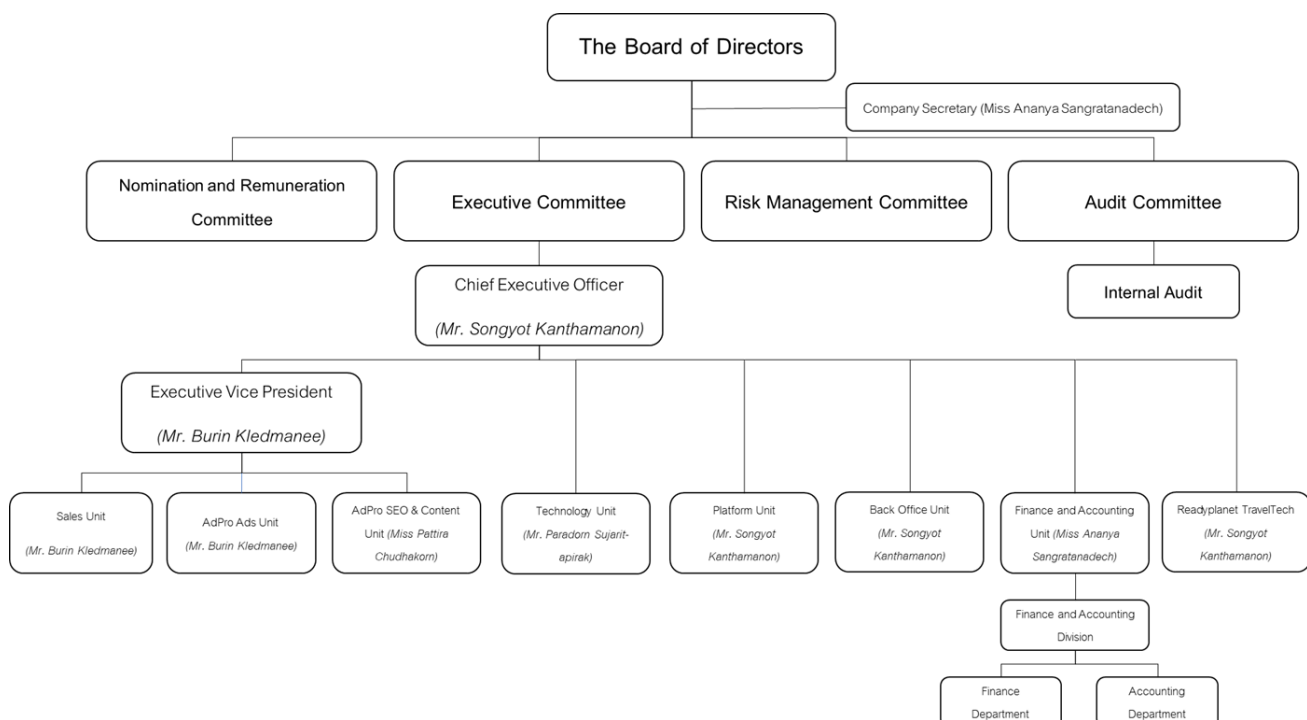 The Board of Directors
Company Secretary (Miss Ananya Sangratanadech)
Nomination and Remuneration
Committee
Executive Committee
Risk Management Committee
Audit Committee
Chief Executive Officer
(Mr. Songyot Kanthamanon)
Internal Audit
Executive Vice President
(Mr. Burin Kledmanee)
Sales Unit
(Mr. Burin Kledmanee)
AdPro Ads Unit
(Mr. Burin Kledmanee)
AdPro SEO & Content
Unit (Miss Pattira
Chudhakorn)
Technology Unit
(Mr. Paradorn Sujarit-
apirak)
Platform Unit
(Mr. Songyot
Kanthamanon)
Back Office Unit
(Mr. Songyot
Kanthamanon)
Finance and Accounting
Unit (Miss Ananya
Sangratanadech)
Readyplanet TravelTech
(Mr. Songyot
Kanthamanon)
Finance and Accounting
Division
Finance
Department
Accounting
Department